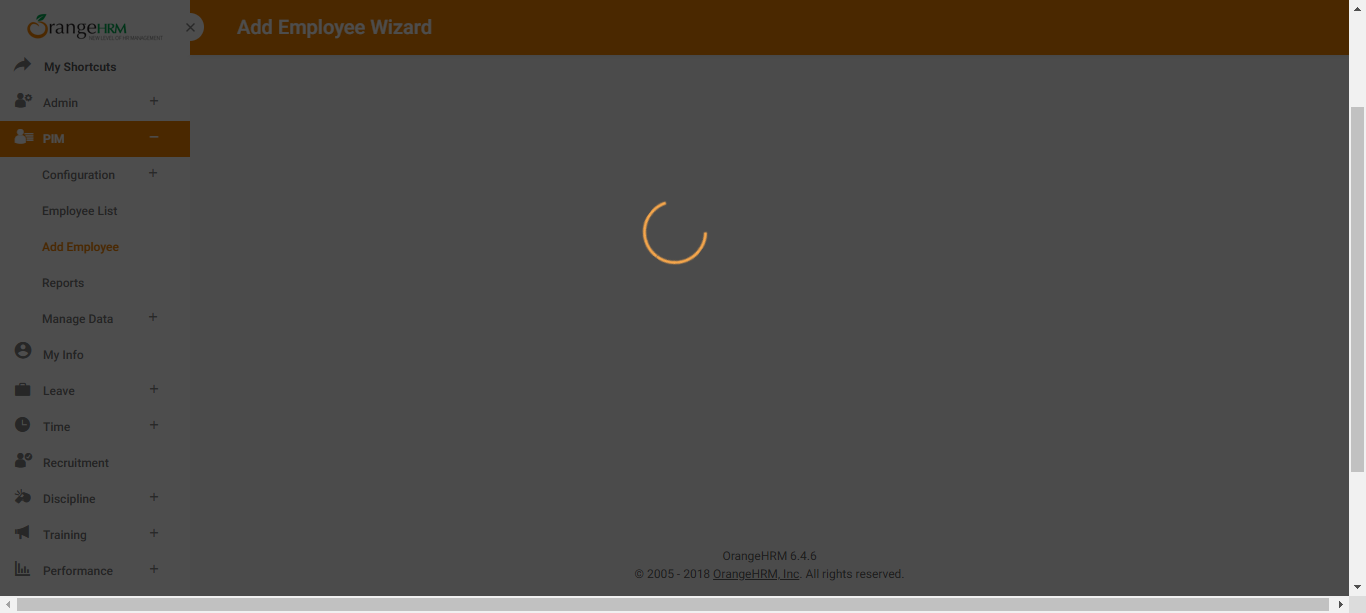 OrangeHRM
Add Employee Wizard
My Shortcuts
Admin
PIM
Configuration
Employee List
Add Employee
Reports
Manage Data
My Info
Leave
Time
Recruitment
Discipline
Training
Performance
OrangeHRM 6.4.6
© 2005 - 2018 OrangeHRM, Inc. All rights reserved.